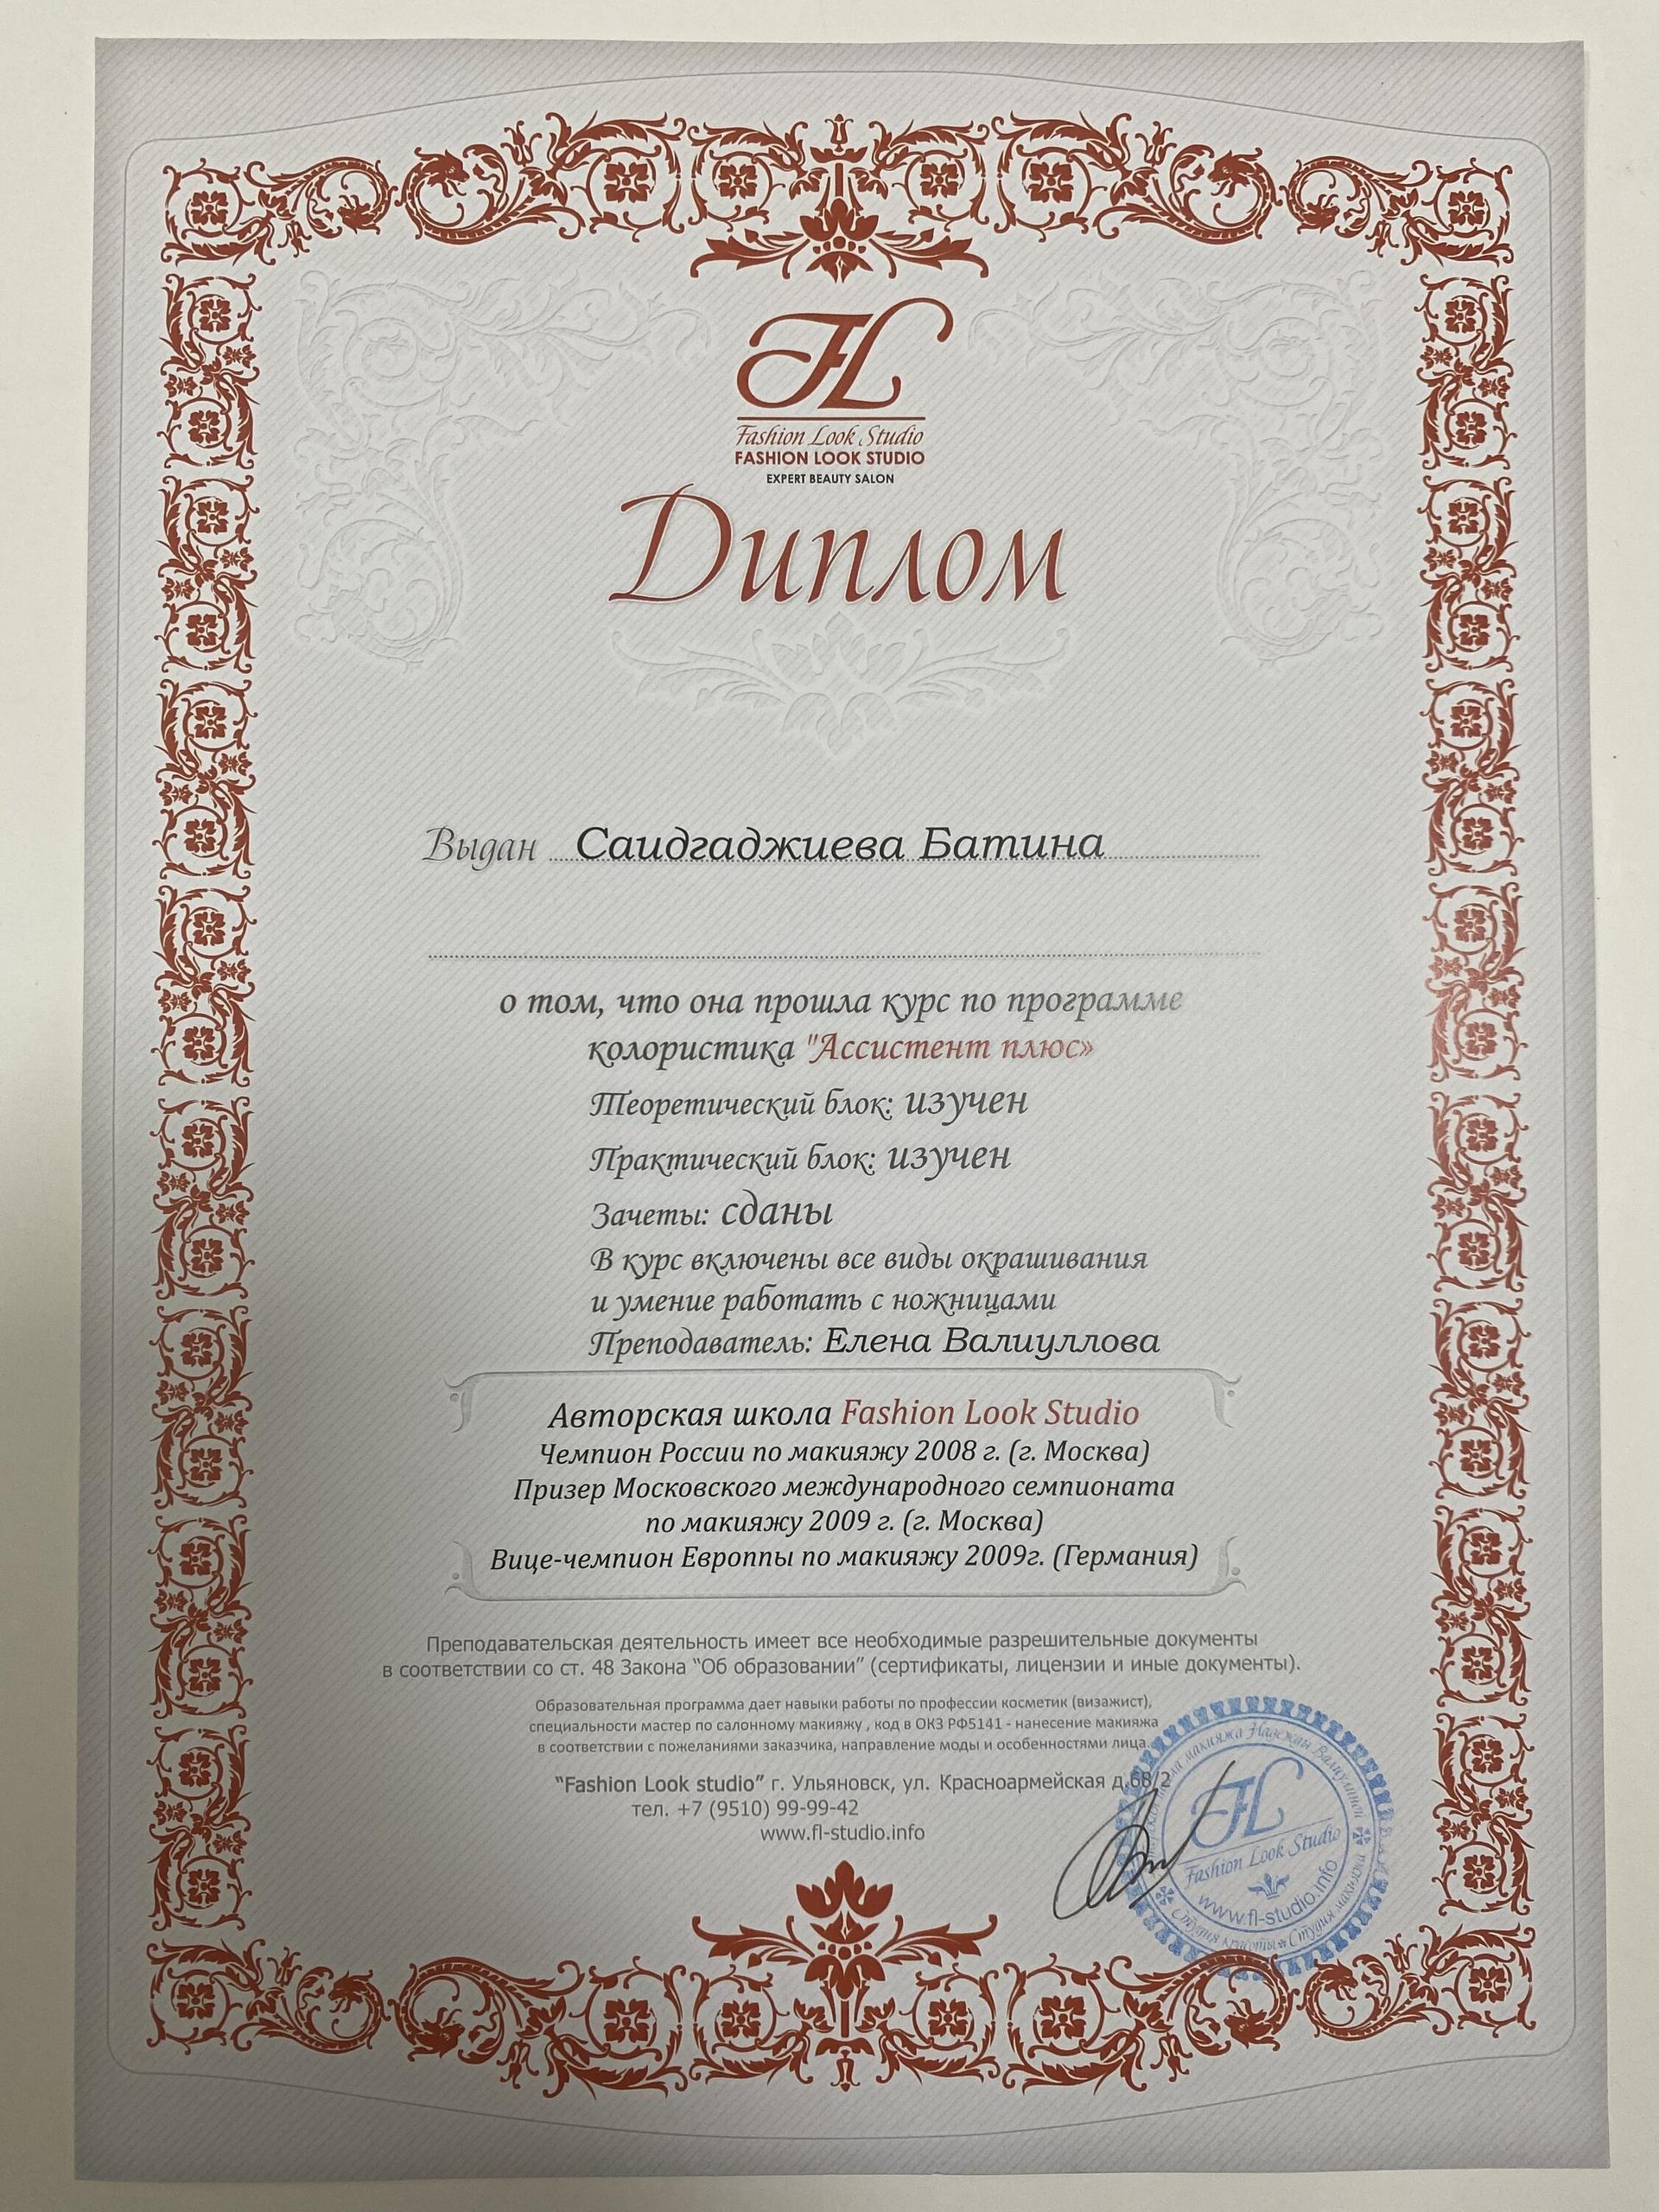 FL
Fashion Look Studio
FASHION LOOK STUDIO
EXPERT BEAUTY SALON
Диплом
Выдан Саидгаджиева Батина
о том, что она прошла курс по программе
колористика "Ассистент плюс»
Теоретический блок: изучен
Практический блок: изучен
Зачеты: сданы
В курс включены все виды окрашивания
и умение работать с ножницами
Преподаватель: Елена Валиуллова
Авторская школа Fashion Look Studio
Чемпион России по макияжу 2008 г. (г. Москва)
Призер Московского международного семпионата
по макияжу 2009 г. (г. Москва)
Вице-чемпион Европпы по макияжу 2009г. (Германия)
Преподавательская деятельность имеет все необходимые разрешительные документы
в соответствии со ст. 48 Закона “Об образовании” (сертификаты, лицензии и иные документы).
Образовательная программа дает навыки работы по профессии косметик (визажист),
специальности мастер по салонному макияжу , код в ОКЗ РФ5141 - нанесение макияжа
в соответствии с пожеланиями заказчика, направление моды и особенностями лица.
“Fashion Look studio” г. Ульяновск, ул. Красноармейская д.68/2
тел. +7 (9510) 99-99-42
www.fl-studio.info
макияжа Надежды Валиуллиной
FL
Fashion Look Studio
www.fl-studio.info
Студия красоты * Студия макияжа